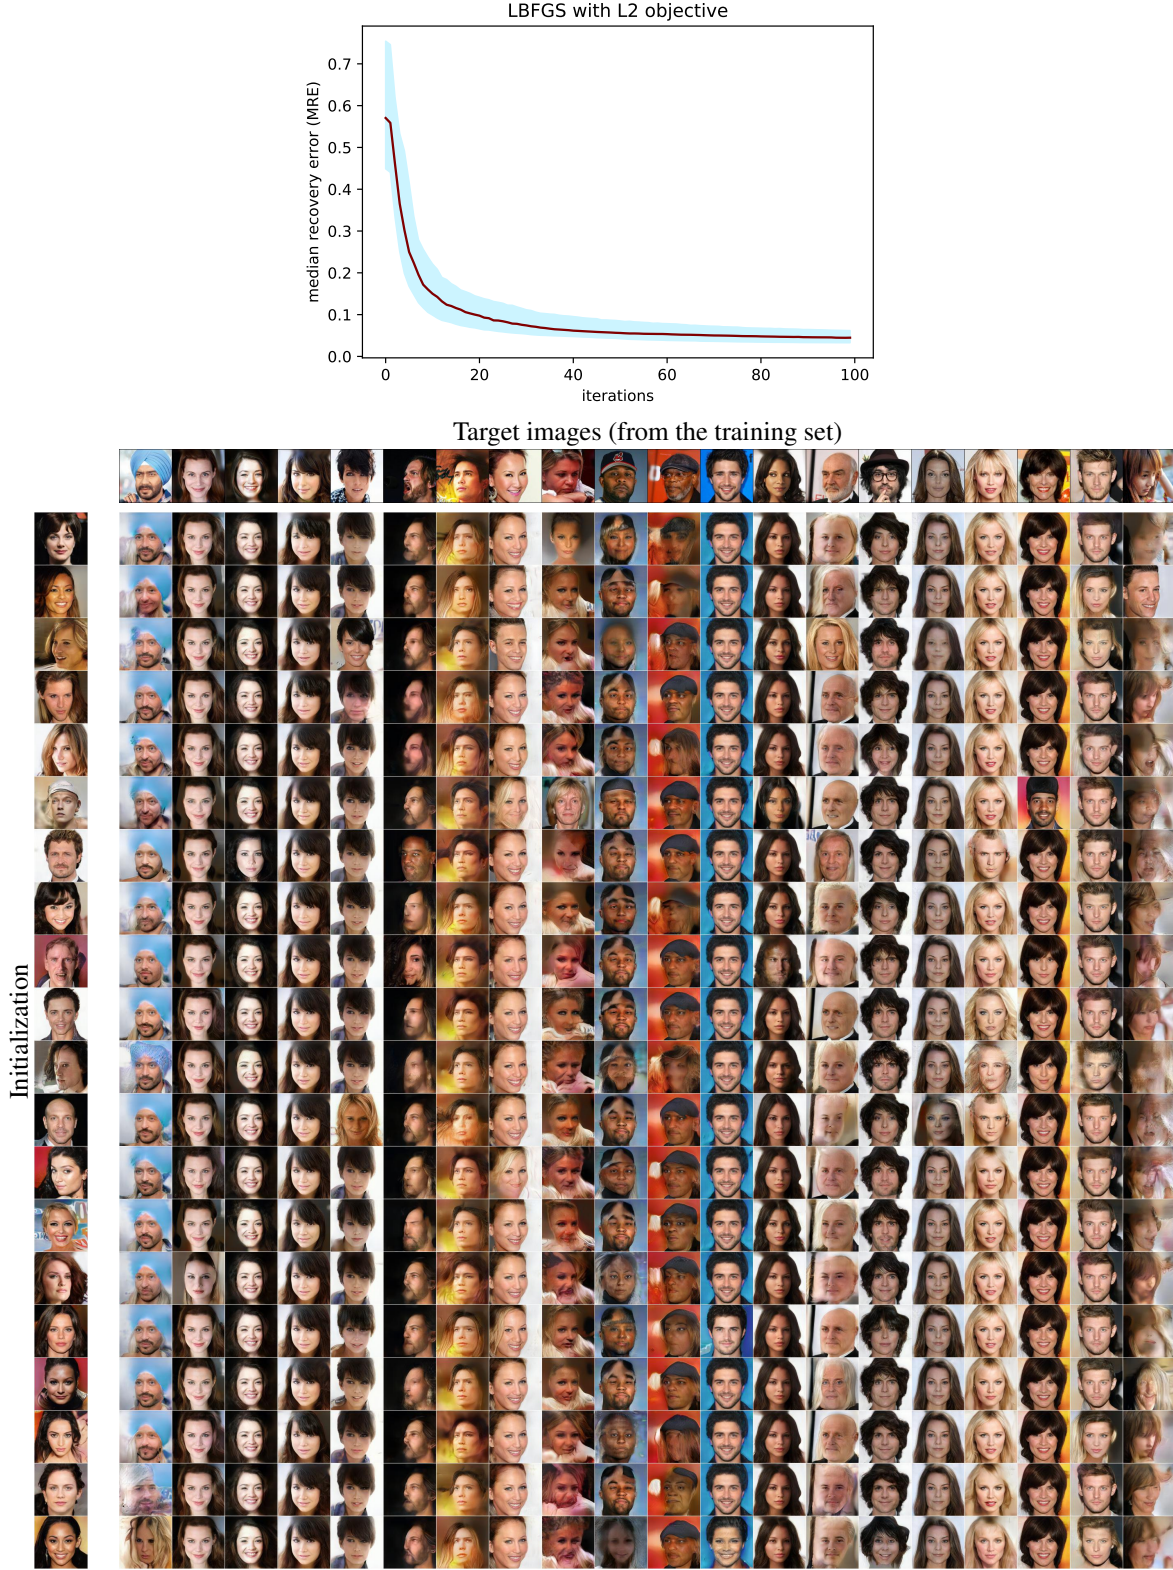 LBFGS with L2 objective
median recovery error (MRE)
0.7
0.6
0.5
0.4
0.3
0.2
0.1
0.0
0
20
40
60
80
100
iterations
Target images (from the training set)
Initialization